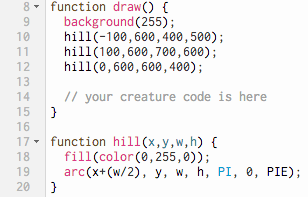 8 function draw() {
9 background(255);
10 hill(-100,600,400,500);
11 hill(100,600,700,600);
12 hill(0,600,600,400);
13
14 // your creature code is here
15 }
16
17 function hill(x,y,w,h) {
18 fill(color(0,255,0));
19 arc(x+(w/2), y, w, h, PI, 0, PIE);
20 }